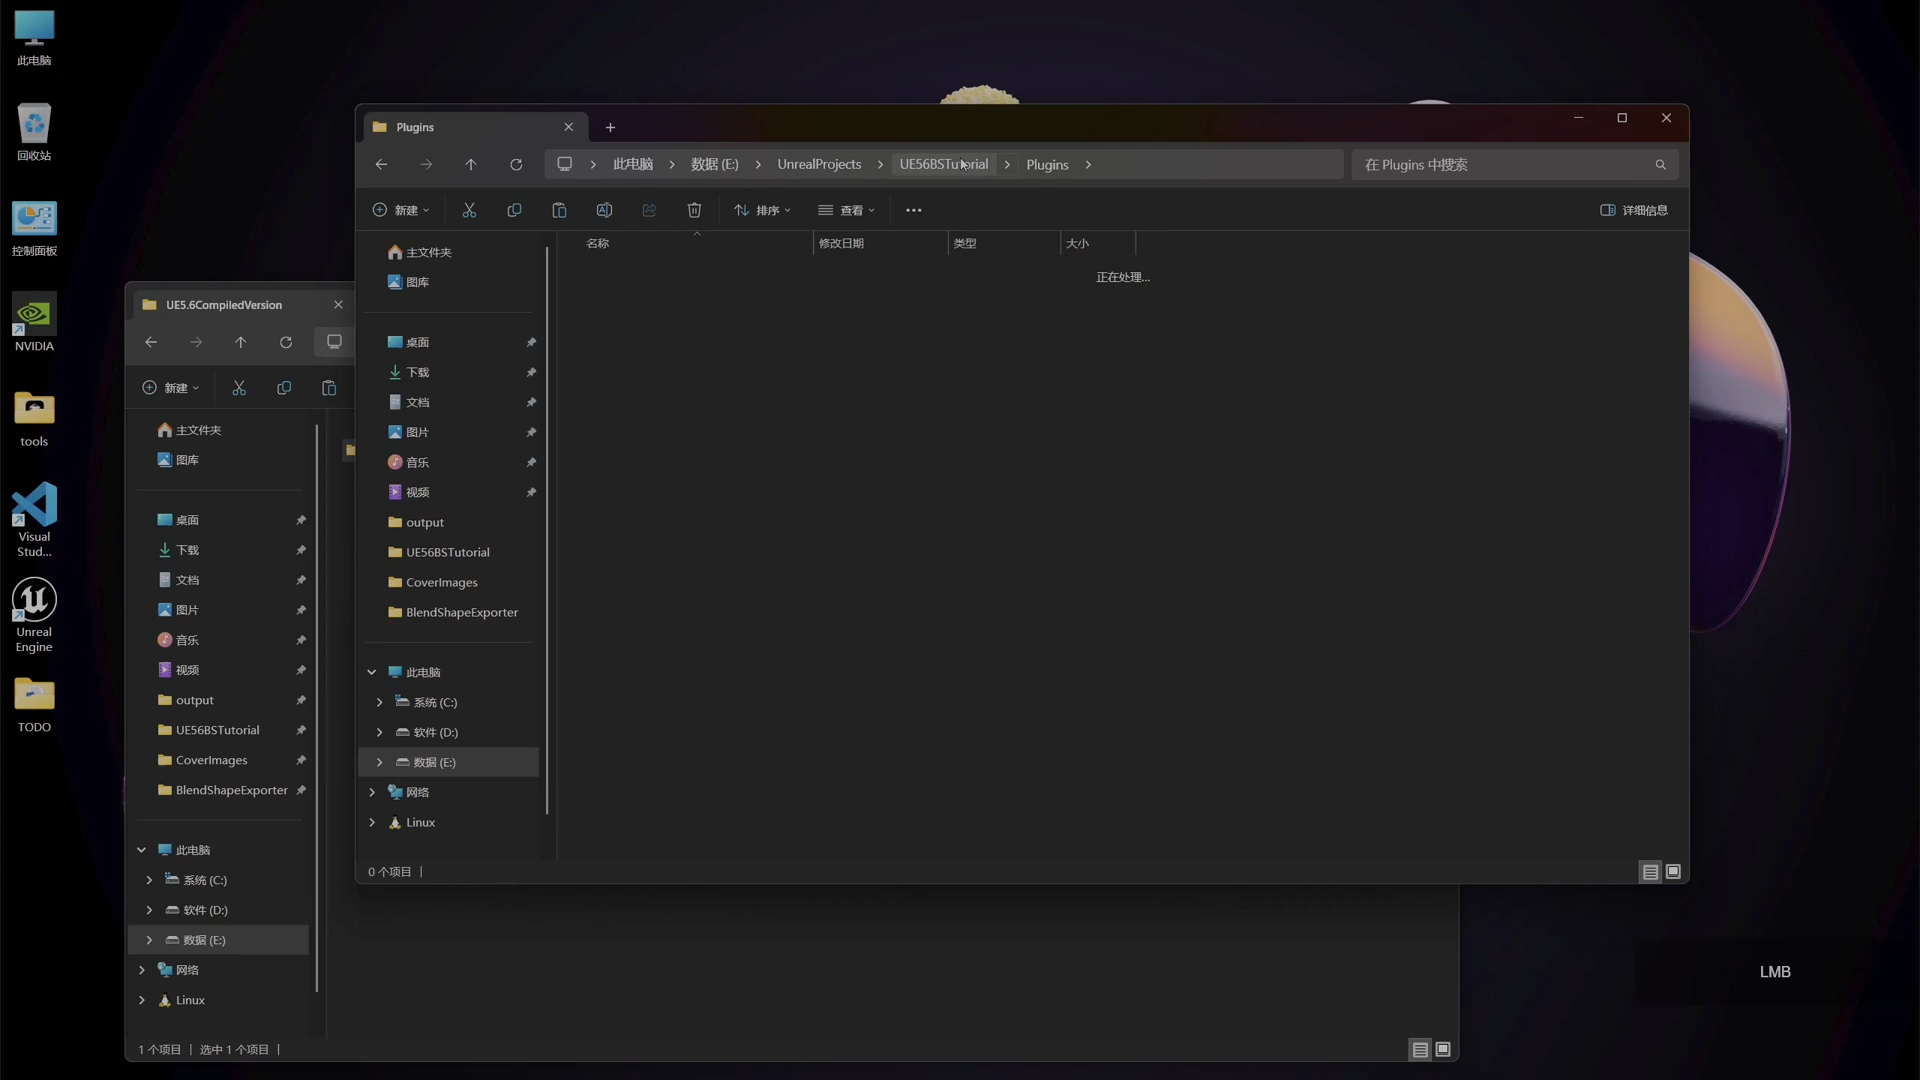 此电脑
回收站
控制面板
NVIDIA
tools
Visual
Stud...
Unreal
Engine
TODO
UE5.6CompiledVersion
新建
主文件夹
图库
桌面
下载
文档
图片
音乐
视频
output
UE56BSTutorial
CoverImages
BlendShapeExporter
此电脑
系统 (C:)
软件 (D:)
数据 (E:)
网络
Linux
1 个项目
选中 1 个项目
Plugins
此电脑 数据 (E:) UnrealProjects UE56BSTutorial Plugins
在 Plugins 中搜索
新建 排序 查看 详细信息
名称 修改日期 类型 大小
正在处理...
主文件夹
图库
桌面
下载
文档
图片
音乐
视频
output
UE56BSTutorial
CoverImages
BlendShapeExporter
此电脑
系统 (C:)
软件 (D:)
数据 (E:)
网络
Linux
0 个项目
LMB